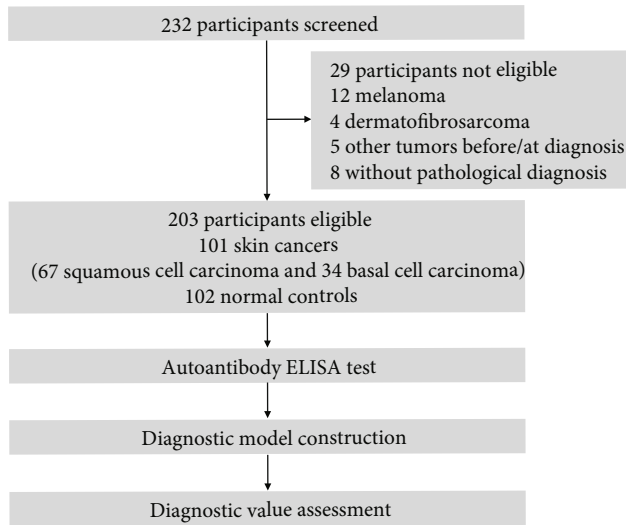 232 participants screened
29 participants not eligible
12 melanoma
4 dermatofibrosarcoma
5 other tumors before/at diagnosis
8 without pathological diagnosis
203 participants eligible
101 skin cancers
(67 squamous cell carcinoma and 34 basal cell carcinoma)
102 normal controls
Autoantibody ELISA test
Diagnostic model construction
Diagnostic value assessment